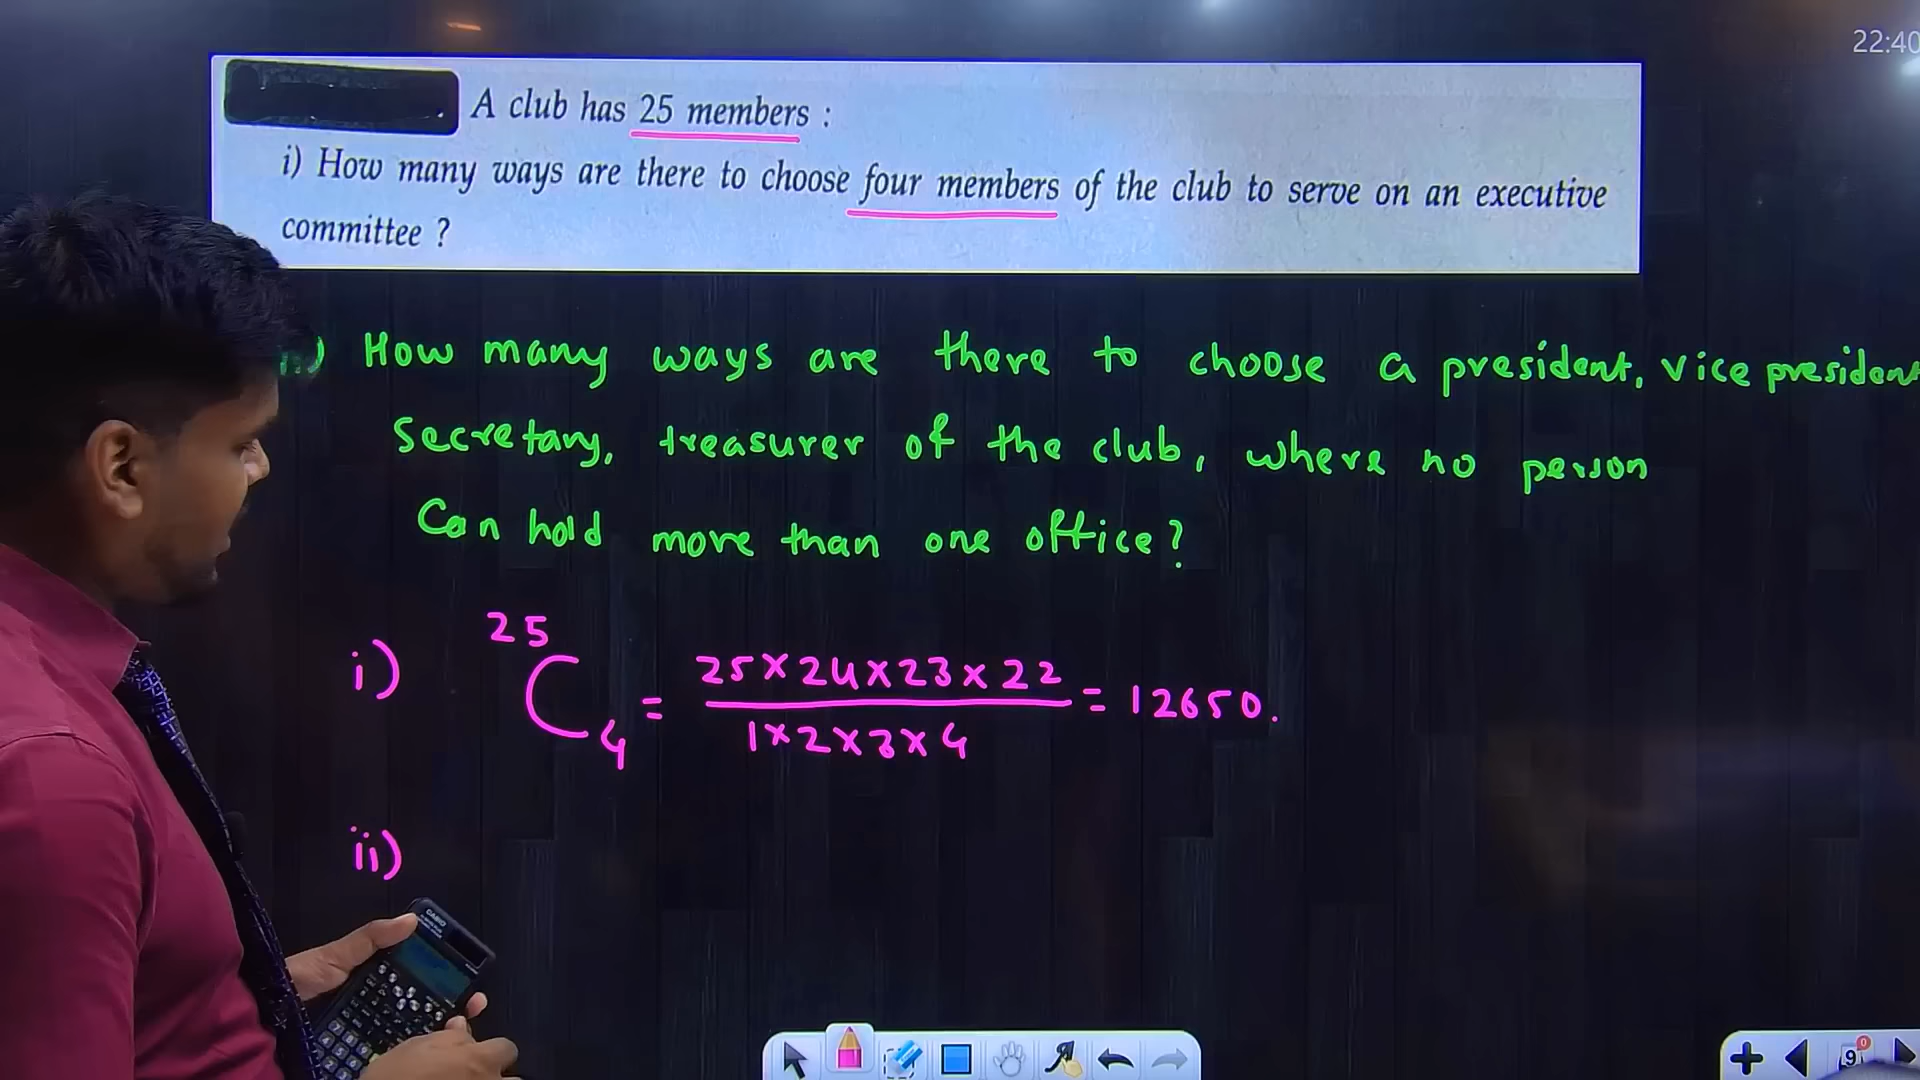 22:40
A club has 25 members :
i) How many ways are there to choose four members of the club to serve on an executive
committee ?
How many ways are there to choose a president, vice president
Secretary, treasurer of the club, where no person
Can hold more than one office?
i) 25C4 = 25×24×23×22 / 1×2×3×4 = 12650.
ii)
CASIO
9
0